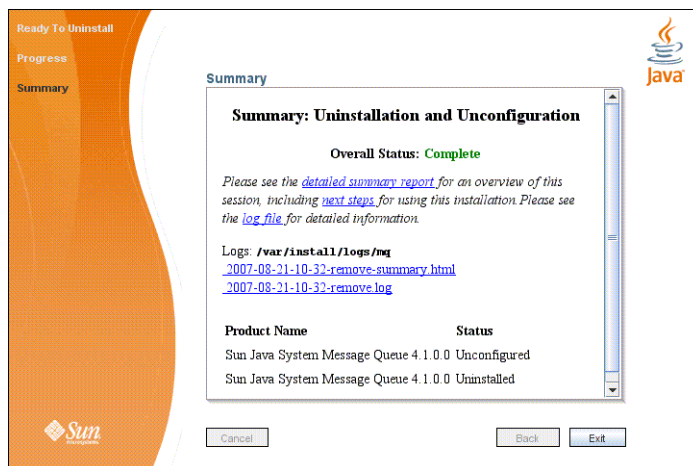 Ready To Uninstall
Progress
Summary
Java
Summary
Summary: Uninstallation and Unconfiguration
Overall Status: Complete
Please see the detailed summary report for an overview of this
session, including next steps for using this installation. Please see
the log file for detailed information.
Logs: /var/install/logs/mq
2007-08-21-10-32-remove-summary.html
2007-08-21-10-32-remove.log
Product Name Status
Sun Java System Message Queue 4.1.0.0 Unconfigured
Sun Java System Message Queue 4.1.0.0 Uninstalled
Sun
Cancel Back Exit